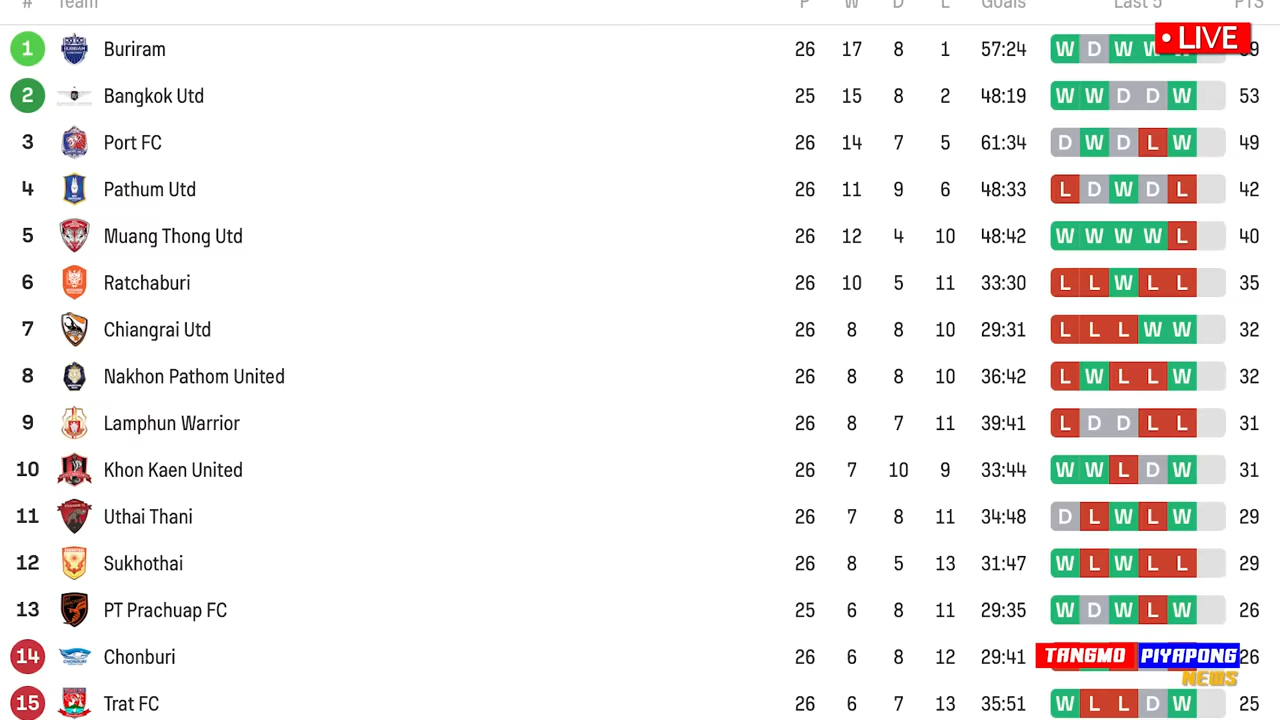 # Team P W D L Goals Last 5 PTS
• LIVE
1 Buriram 26 17 8 1 57:24 W D W W 9
2 Bangkok Utd 25 15 8 2 48:19 W W D D W 53
3 Port FC 26 14 7 5 61:34 D W D L W 49
4 Pathum Utd 26 11 9 6 48:33 L D W D L 42
5 Muang Thong Utd 26 12 4 10 48:42 W W W W L 40
6 Ratchaburi 26 10 5 11 33:30 L L W L L 35
7 Chiangrai Utd 26 8 8 10 29:31 L L L W W 32
8 Nakhon Pathom United 26 8 8 10 36:42 L W L L W 32
9 Lamphun Warrior 26 8 7 11 39:41 L D D L L 31
10 Khon Kaen United 26 7 10 9 33:44 W W L D W 31
11 Uthai Thani 26 7 8 11 34:48 D L W L W 29
12 Sukhothai 26 8 5 13 31:47 W L W L L 29
13 PT Prachuap FC 25 6 8 11 29:35 W D W L W 26
14 Chonburi 26 6 8 12 29:41 26
TANGMO PIYAPONG
NEWS
15 Trat FC 26 6 7 13 35:51 W L L D W 25